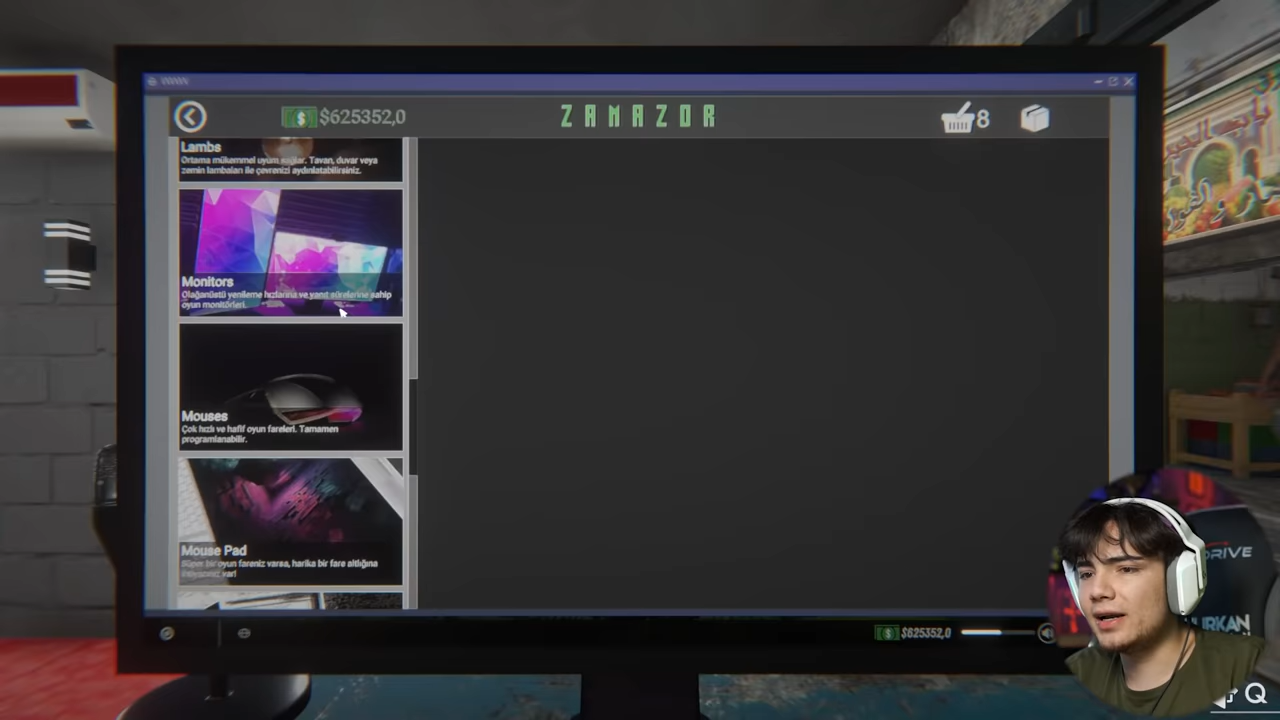 $625352,0
ZAMAZOR
8
Lambs
Ortama mükemmel uyum sağlar. Tavan, duvar veya
zemin lambaları ile çevrenizi aydınlatabilirsiniz.
Monitors
Olağanüstü yenileme hızlarına ve yanıt sürelerine sahip
oyun monitörleri.
Mouses
Çok hızlı ve hafif oyun fareleri. Tamamen
programlanabilir.
Mouse Pad
Süper bir oyun fareniz varsa, harika bir fare altlığına
ihtiyacınız var!
$625352,0
DRIVE
Q